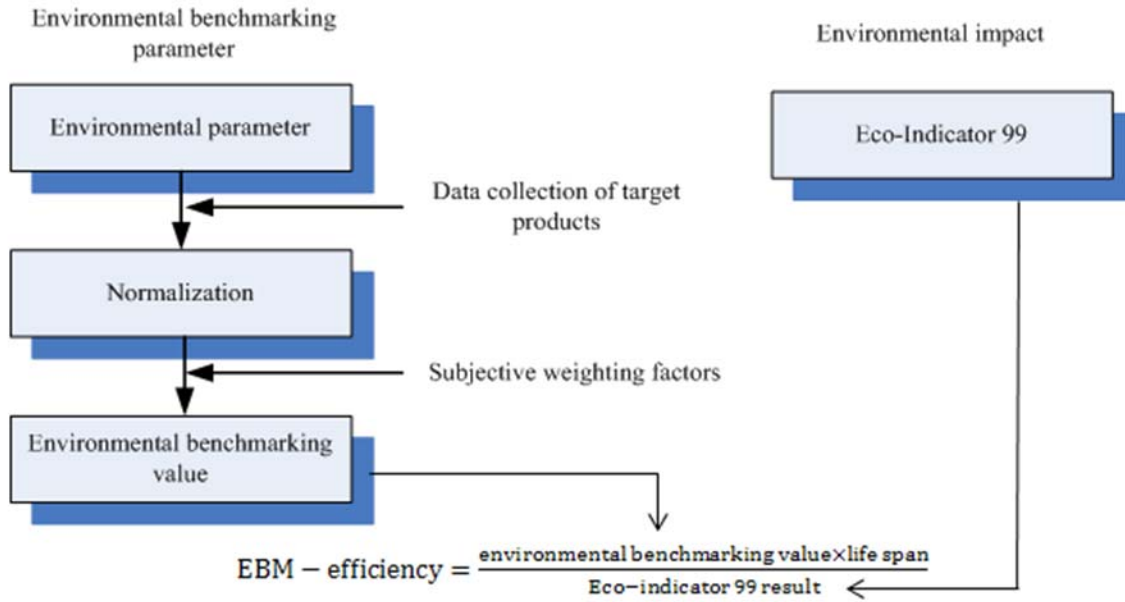 Environmental benchmarking
parameter
Environmental impact
Environmental parameter
Eco-Indicator 99
Data collection of target
products
Normalization
Subjective weighting factors
Environmental benchmarking
value
EBM − efficiency = environmental benchmarking value×life span
Eco−indicator 99 result